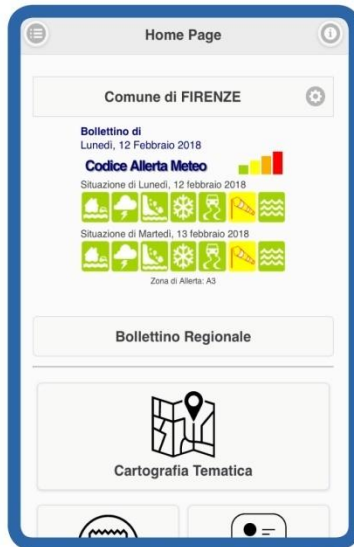 Home Page
Comune di FIRENZE
Bollettino di
Lunedì, 12 Febbraio 2018
Codice Allerta Meteo
Situazione di Lunedì, 12 febbraio 2018
Situazione di Martedì, 13 febbraio 2018
Zona di Allerta: A3
Bollettino Regionale
Cartografia Tematica